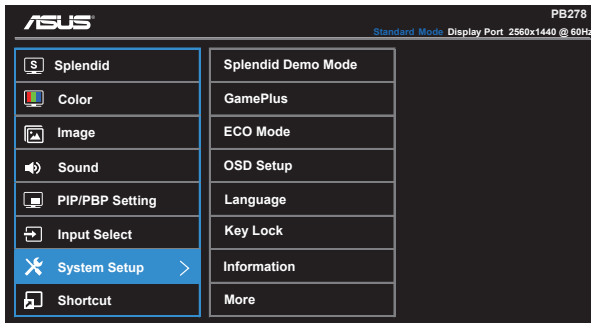 ASUS
PB278
Standard Mode Display Port 2560x1440 @ 60Hz
S Splendid
Color
Image
Sound
PIP/PBP Setting
Input Select
System Setup >
Shortcut
Splendid Demo Mode
GamePlus
ECO Mode
OSD Setup
Language
Key Lock
Information
More